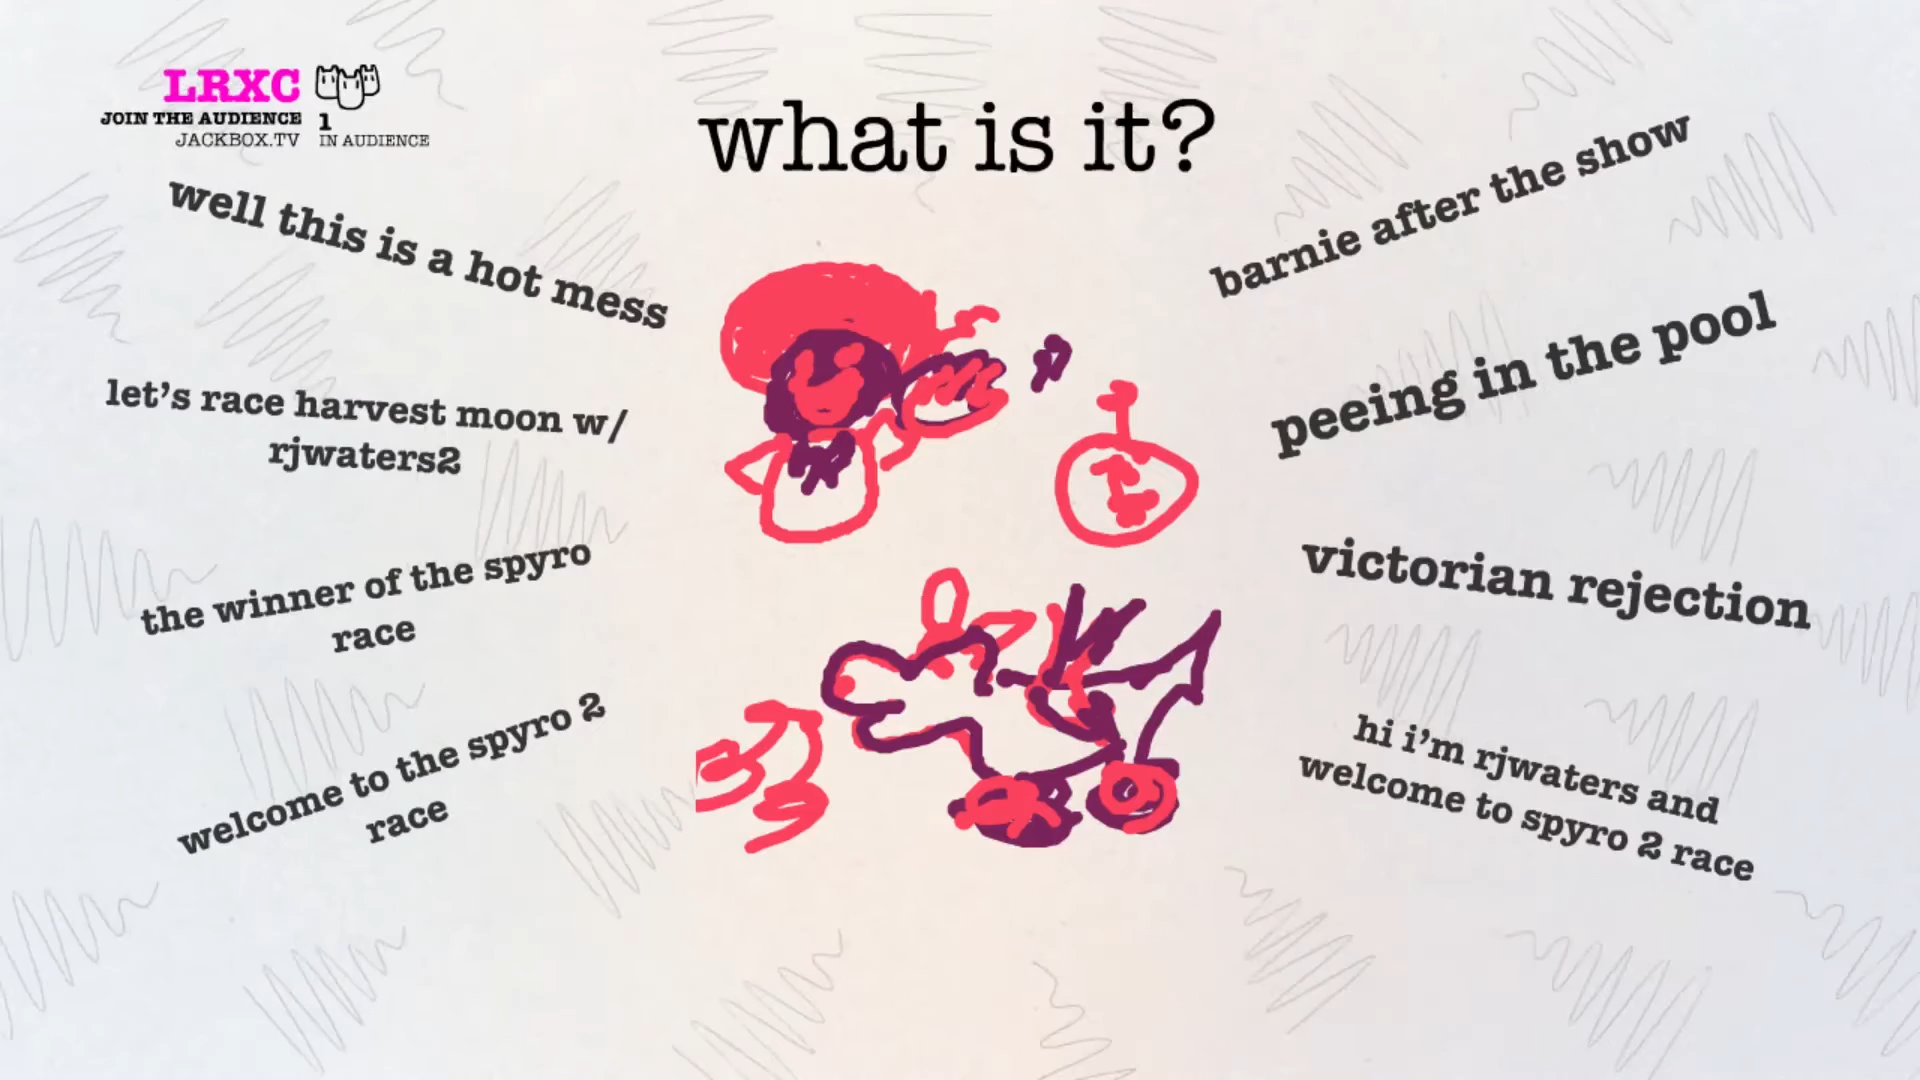 LRXC
JOIN THE AUDIENCE
JACKBOX.TV
1
IN AUDIENCE
what is it?
well this is a hot mess
let's race harvest moon w/
rjwaters2
the winner of the spyro
race
welcome to the spyro 2
race
barnie after the show
peeing in the pool
victorian rejection
hi i'm rjwaters and
welcome to spyro 2 race